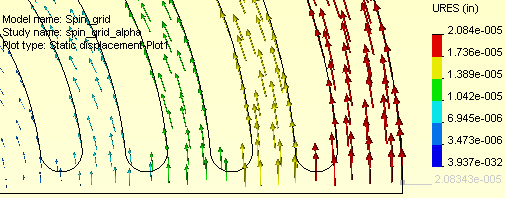 Model name: Spin_grid
Study name: spin_grid_alpha
Plot type: Static displacement-Plot1
URES (in)
2.084e-005
1.736e-005
1.389e-005
1.042e-005
6.945e-006
3.473e-006
3.937e-032
2.08343e-005